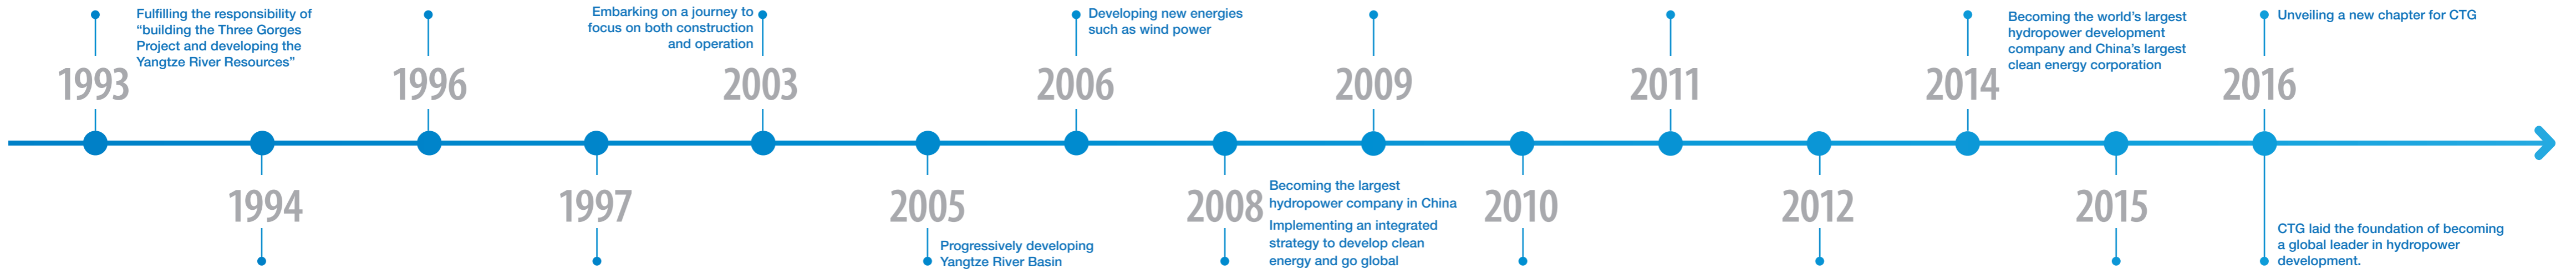 Fulfilling the responsibility of
“building the Three Gorges
Project and developing the
Yangtze River Resources”
1993
1994
1996
1997
Embarking on a journey to
focus on both construction
and operation
2003
2005
Progressively developing
Yangtze River Basin
Developing new energies
such as wind power
2006
2008
Becoming the largest
hydropower company in China
Implementing an integrated
strategy to develop clean
energy and go global
2009
2010
2011
2012
Becoming the world’s largest
hydropower development
company and China’s largest
clean energy corporation
2014
2015
Unveiling a new chapter for CTG
2016
CTG laid the foundation of becoming
a global leader in hydropower
development.